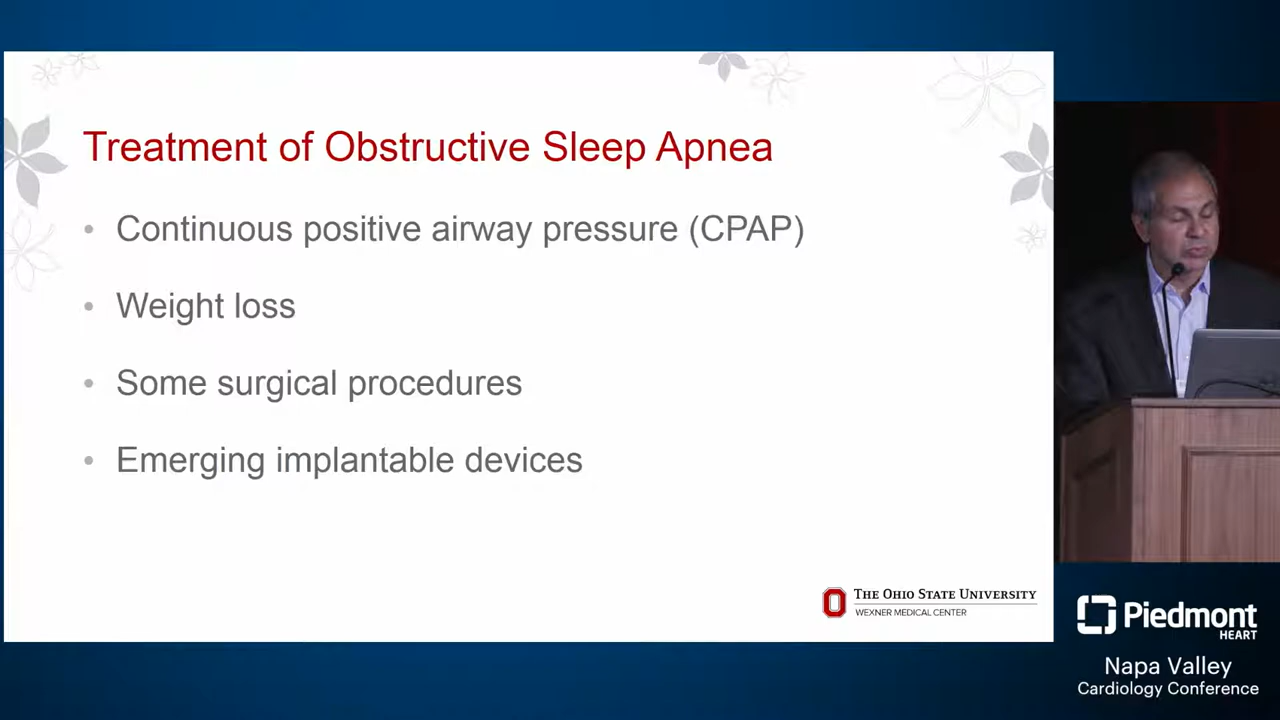 Treatment of Obstructive Sleep Apnea
• Continuous positive airway pressure (CPAP)
• Weight loss
• Some surgical procedures
• Emerging implantable devices
THE OHIO STATE UNIVERSITY
WEXNER MEDICAL CENTER
Piedmont
HEART
Napa Valley
Cardiology Conference